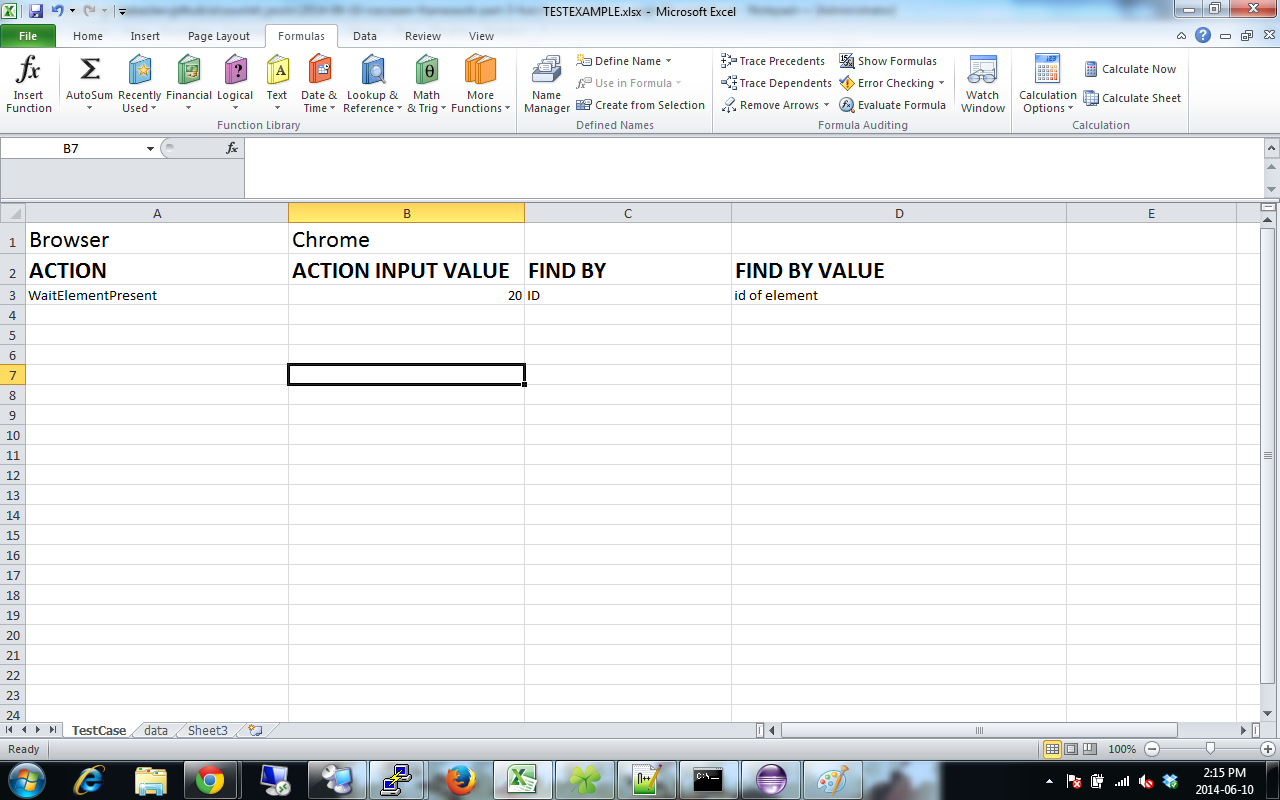 TESTEXAMPLE.xlsx - Microsoft Excel
File Home Insert Page Layout Formulas Data Review View
Insert Function
AutoSum
Recently Used
Financial
Logical
Text
Date & Time
Lookup & Reference
Math & Trig
More Functions
Function Library
Name Manager
Define Name
Use in Formula
Create from Selection
Defined Names
Trace Precedents
Trace Dependents
Remove Arrows
Show Formulas
Error Checking
Evaluate Formula
Formula Auditing
Watch Window
Calculation Options
Calculate Now
Calculate Sheet
Calculation
B7 fx
A B C D E
1 Browser Chrome
2 ACTION ACTION INPUT VALUE FIND BY FIND BY VALUE
3 WaitElementPresent 20 ID id of element
4
5
6
7
8
9
10
11
12
13
14
15
16
17
18
19
20
21
22
23
24
TestCase data Sheet3
Ready 100%
2:15 PM
2014-06-10